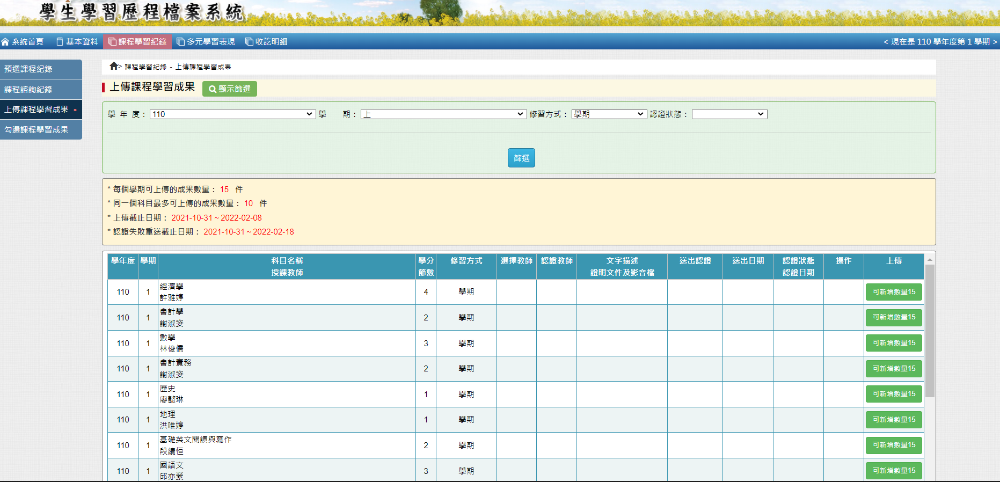 學生學習歷程檔案系統
系統首頁 基本資料 課程學習紀錄 多元學習表現 收訖明細 < 現在是 110 學年度第 1 學期 >
預選課程紀錄
課程諮詢紀錄
上傳課程學習成果
勾選課程學習成果
> 課程學習紀錄 - 上傳課程學習成果
上傳課程學習成果 顯示篩選
學 年 度： 110 學 期： 上 修習方式： 學期 認證狀態：
篩選
* 每個學期可上傳的成果數量： 15 件
* 同一個科目最多可上傳的成果數量： 10 件
* 上傳截止日期： 2021-10-31～2022-02-08
* 認證失敗重送截止日期： 2021-10-31～2022-02-18
學年度 學期 科目名稱 學分 修習方式 選擇教師 認證教師 文字描述 送出認證 送出日期 認證狀態 操作 上傳
授課教師 節數 證明文件及影音檔 認證日期
經濟學
110 1 4 學期 可新增數量15
許雅婷
會計學
110 1 2 學期 可新增數量15
謝淑姿
數學
110 1 3 學期 可新增數量15
林俊儒
會計實務
110 1 2 學期 可新增數量15
謝淑姿
歷史
110 1 1 學期 可新增數量15
廖懿琳
地理
110 1 1 學期 可新增數量15
洪唯婷
基礎英文閱讀與寫作
110 1 2 學期 可新增數量15
段續恒
國語文
110 1 3 學期 可新增數量15
邱亦縈